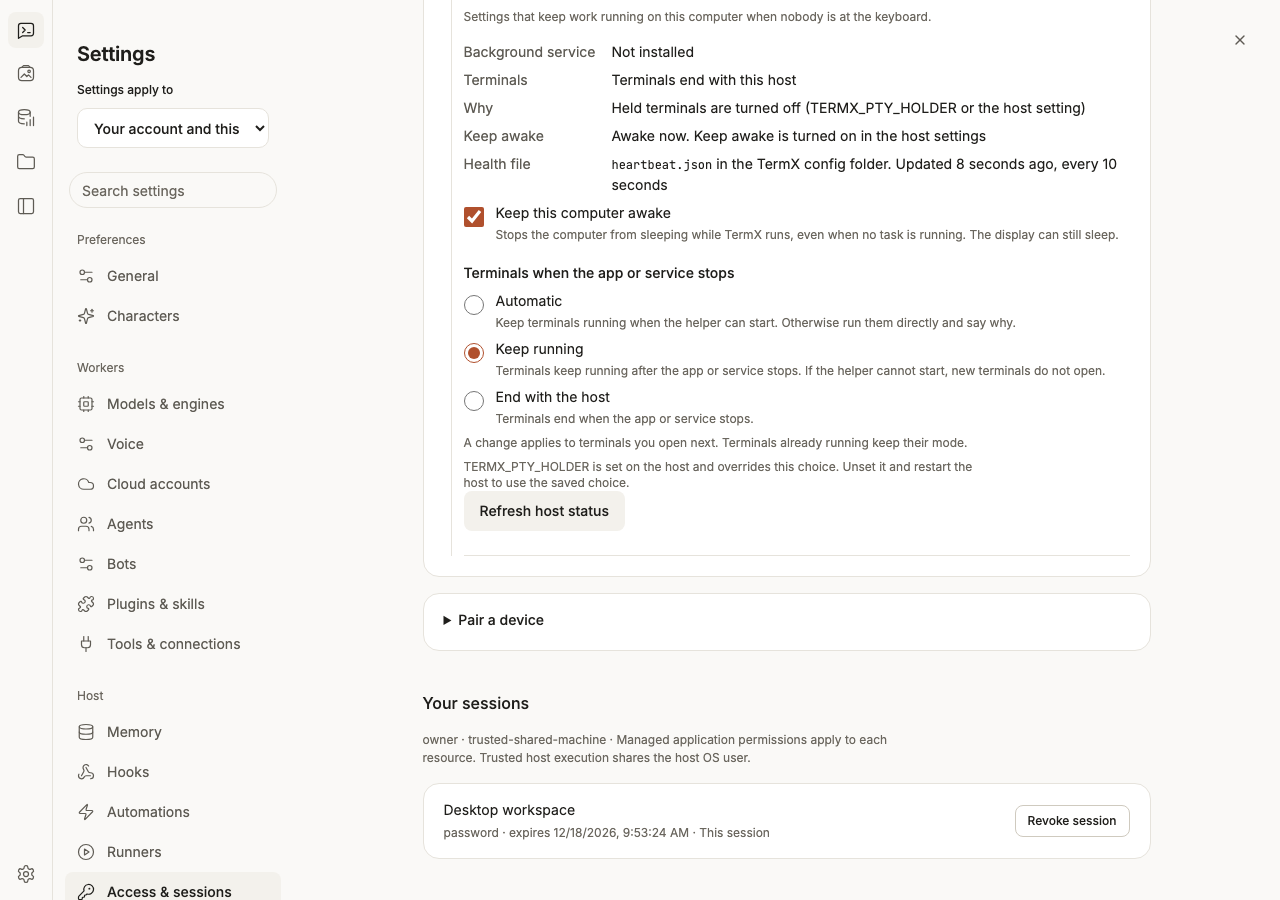 Settings
Settings apply to
Your account and this
Search settings
Preferences
General
Characters
Workers
Models & engines
Voice
Cloud accounts
Agents
Bots
Plugins & skills
Tools & connections
Host
Memory
Hooks
Automations
Runners
Access & sessions
Settings that keep work running on this computer when nobody is at the keyboard.
Background service Not installed
Terminals Terminals end with this host
Why Held terminals are turned off (TERMX_PTY_HOLDER or the host setting)
Keep awake Awake now. Keep awake is turned on in the host settings
Health file heartbeat.json in the TermX config folder. Updated 8 seconds ago, every 10
seconds
Keep this computer awake
Stops the computer from sleeping while TermX runs, even when no task is running. The display can still sleep.
Terminals when the app or service stops
Automatic
Keep terminals running when the helper can start. Otherwise run them directly and say why.
Keep running
Terminals keep running after the app or service stops. If the helper cannot start, new terminals do not open.
End with the host
Terminals end when the app or service stops.
A change applies to terminals you open next. Terminals already running keep their mode.
TERMX_PTY_HOLDER is set on the host and overrides this choice. Unset it and restart the
host to use the saved choice.
Refresh host status
Pair a device
Your sessions
owner · trusted-shared-machine · Managed application permissions apply to each
resource. Trusted host execution shares the host OS user.
Desktop workspace
password · expires 12/18/2026, 9:53:24 AM · This session
Revoke session